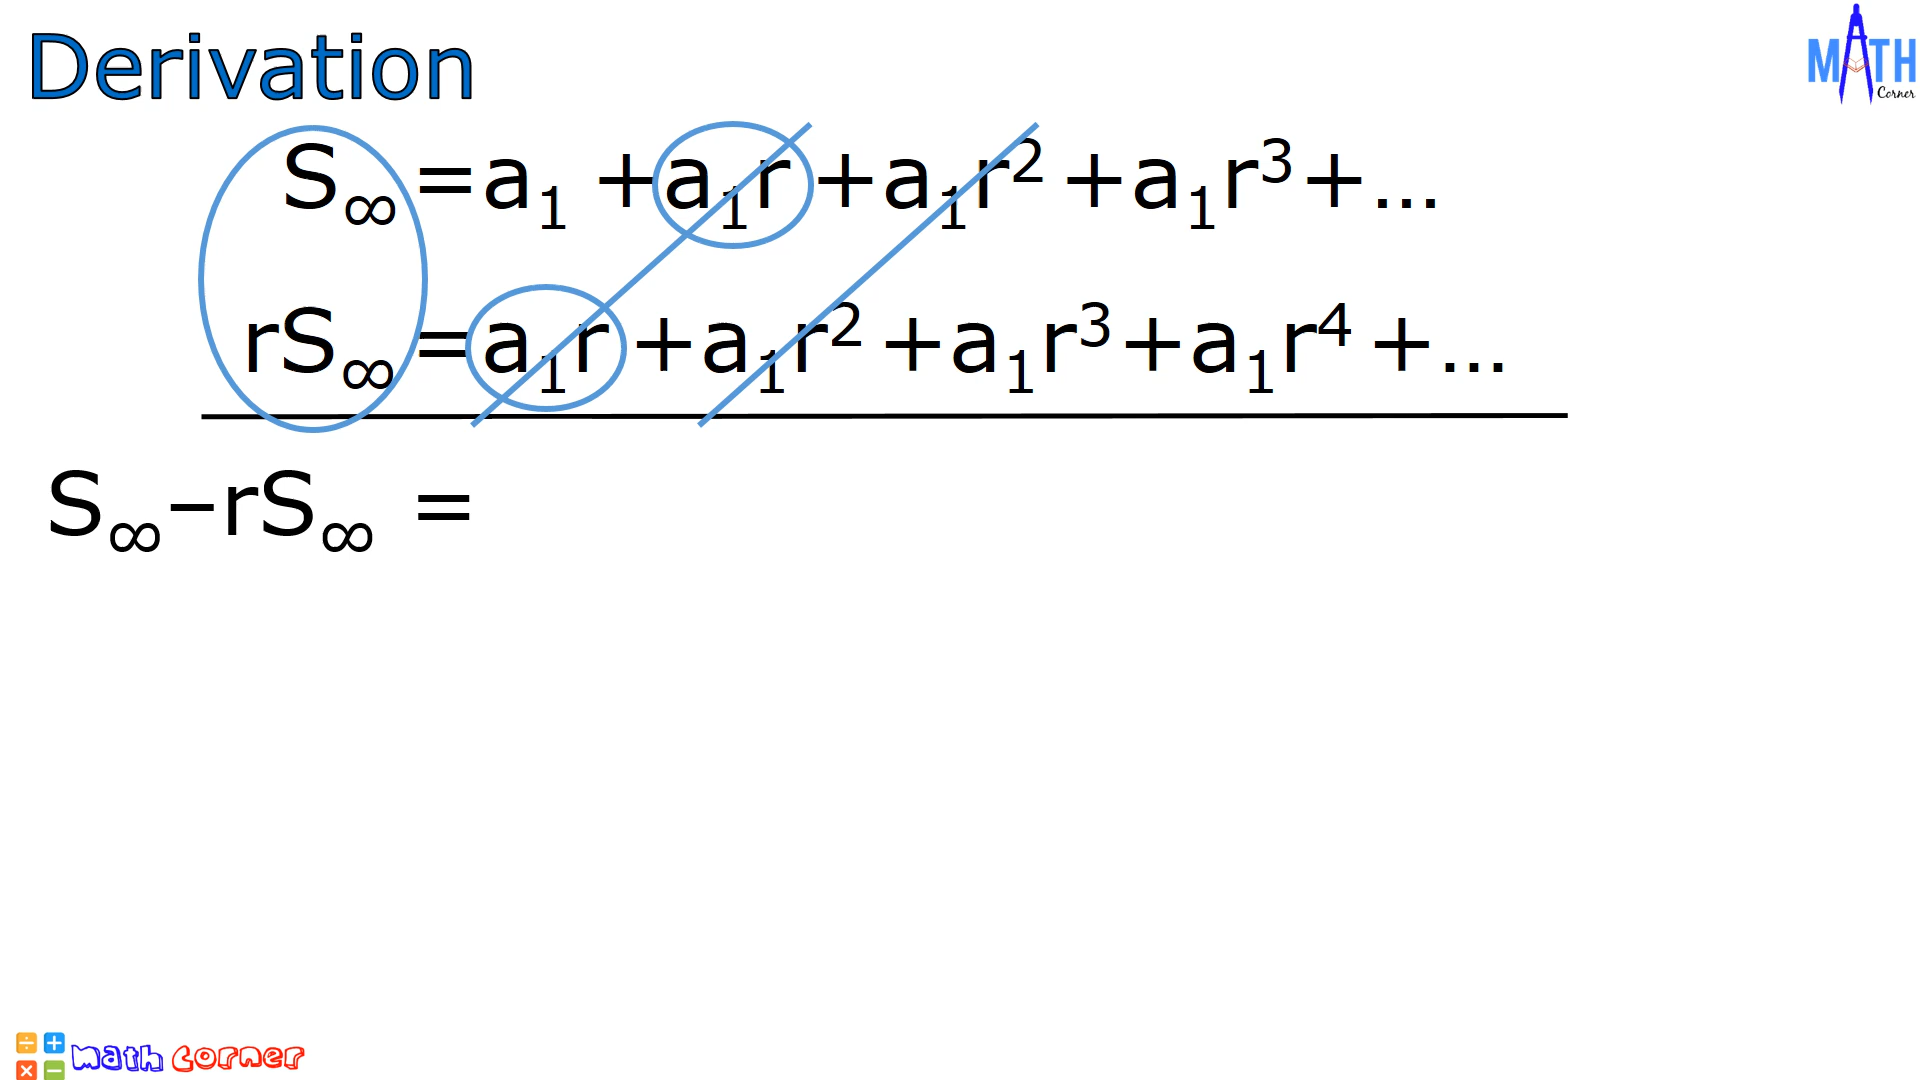 Derivation
MATH
Corner
S∞ = a₁ + a₁r + a₁r² + a₁r³ + ...
rS∞ = a₁r + a₁r² + a₁r³ + a₁r⁴ + ...
S∞ – rS∞ =
math corner